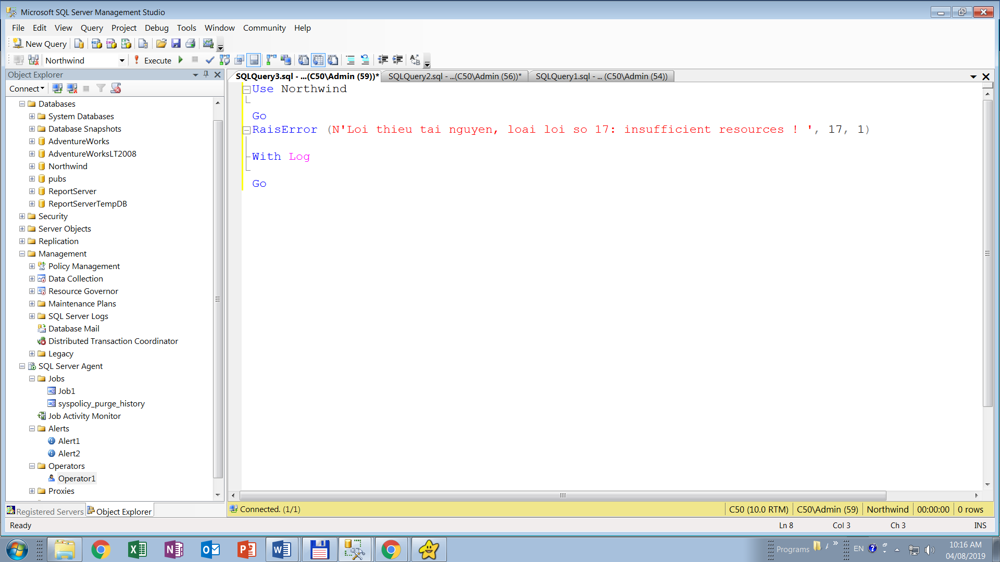 Microsoft SQL Server Management Studio
File Edit View Query Project Debug Tools Window Community Help
New Query
Northwind Execute
Object Explorer
SQLQuery3.sql - ...(C50\Admin (59))* SQLQuery2.sql - ...(C50\Admin (56))* SQLQuery1.sql - ... (C50\Admin (54))
Connect
Databases
System Databases
Database Snapshots
AdventureWorks
AdventureWorksLT2008
Northwind
pubs
ReportServer
ReportServerTempDB
Security
Server Objects
Replication
Management
Policy Management
Data Collection
Resource Governor
Maintenance Plans
SQL Server Logs
Database Mail
Distributed Transaction Coordinator
Legacy
SQL Server Agent
Jobs
Job1
syspolicy_purge_history
Job Activity Monitor
Alerts
Alert1
Alert2
Operators
Operator1
Proxies
Use Northwind
Go
RaisError (N'Loi thieu tai nguyen, loai loi so 17: insufficient resources ! ', 17, 1)
With Log
Go
Registered Servers Object Explorer
Connected. (1/1) C50 (10.0 RTM) C50\Admin (59) Northwind 00:00:00 0 rows
Ready Ln 8 Col 3 Ch 3 INS
Programs EN 10:16 AM
04/08/2019